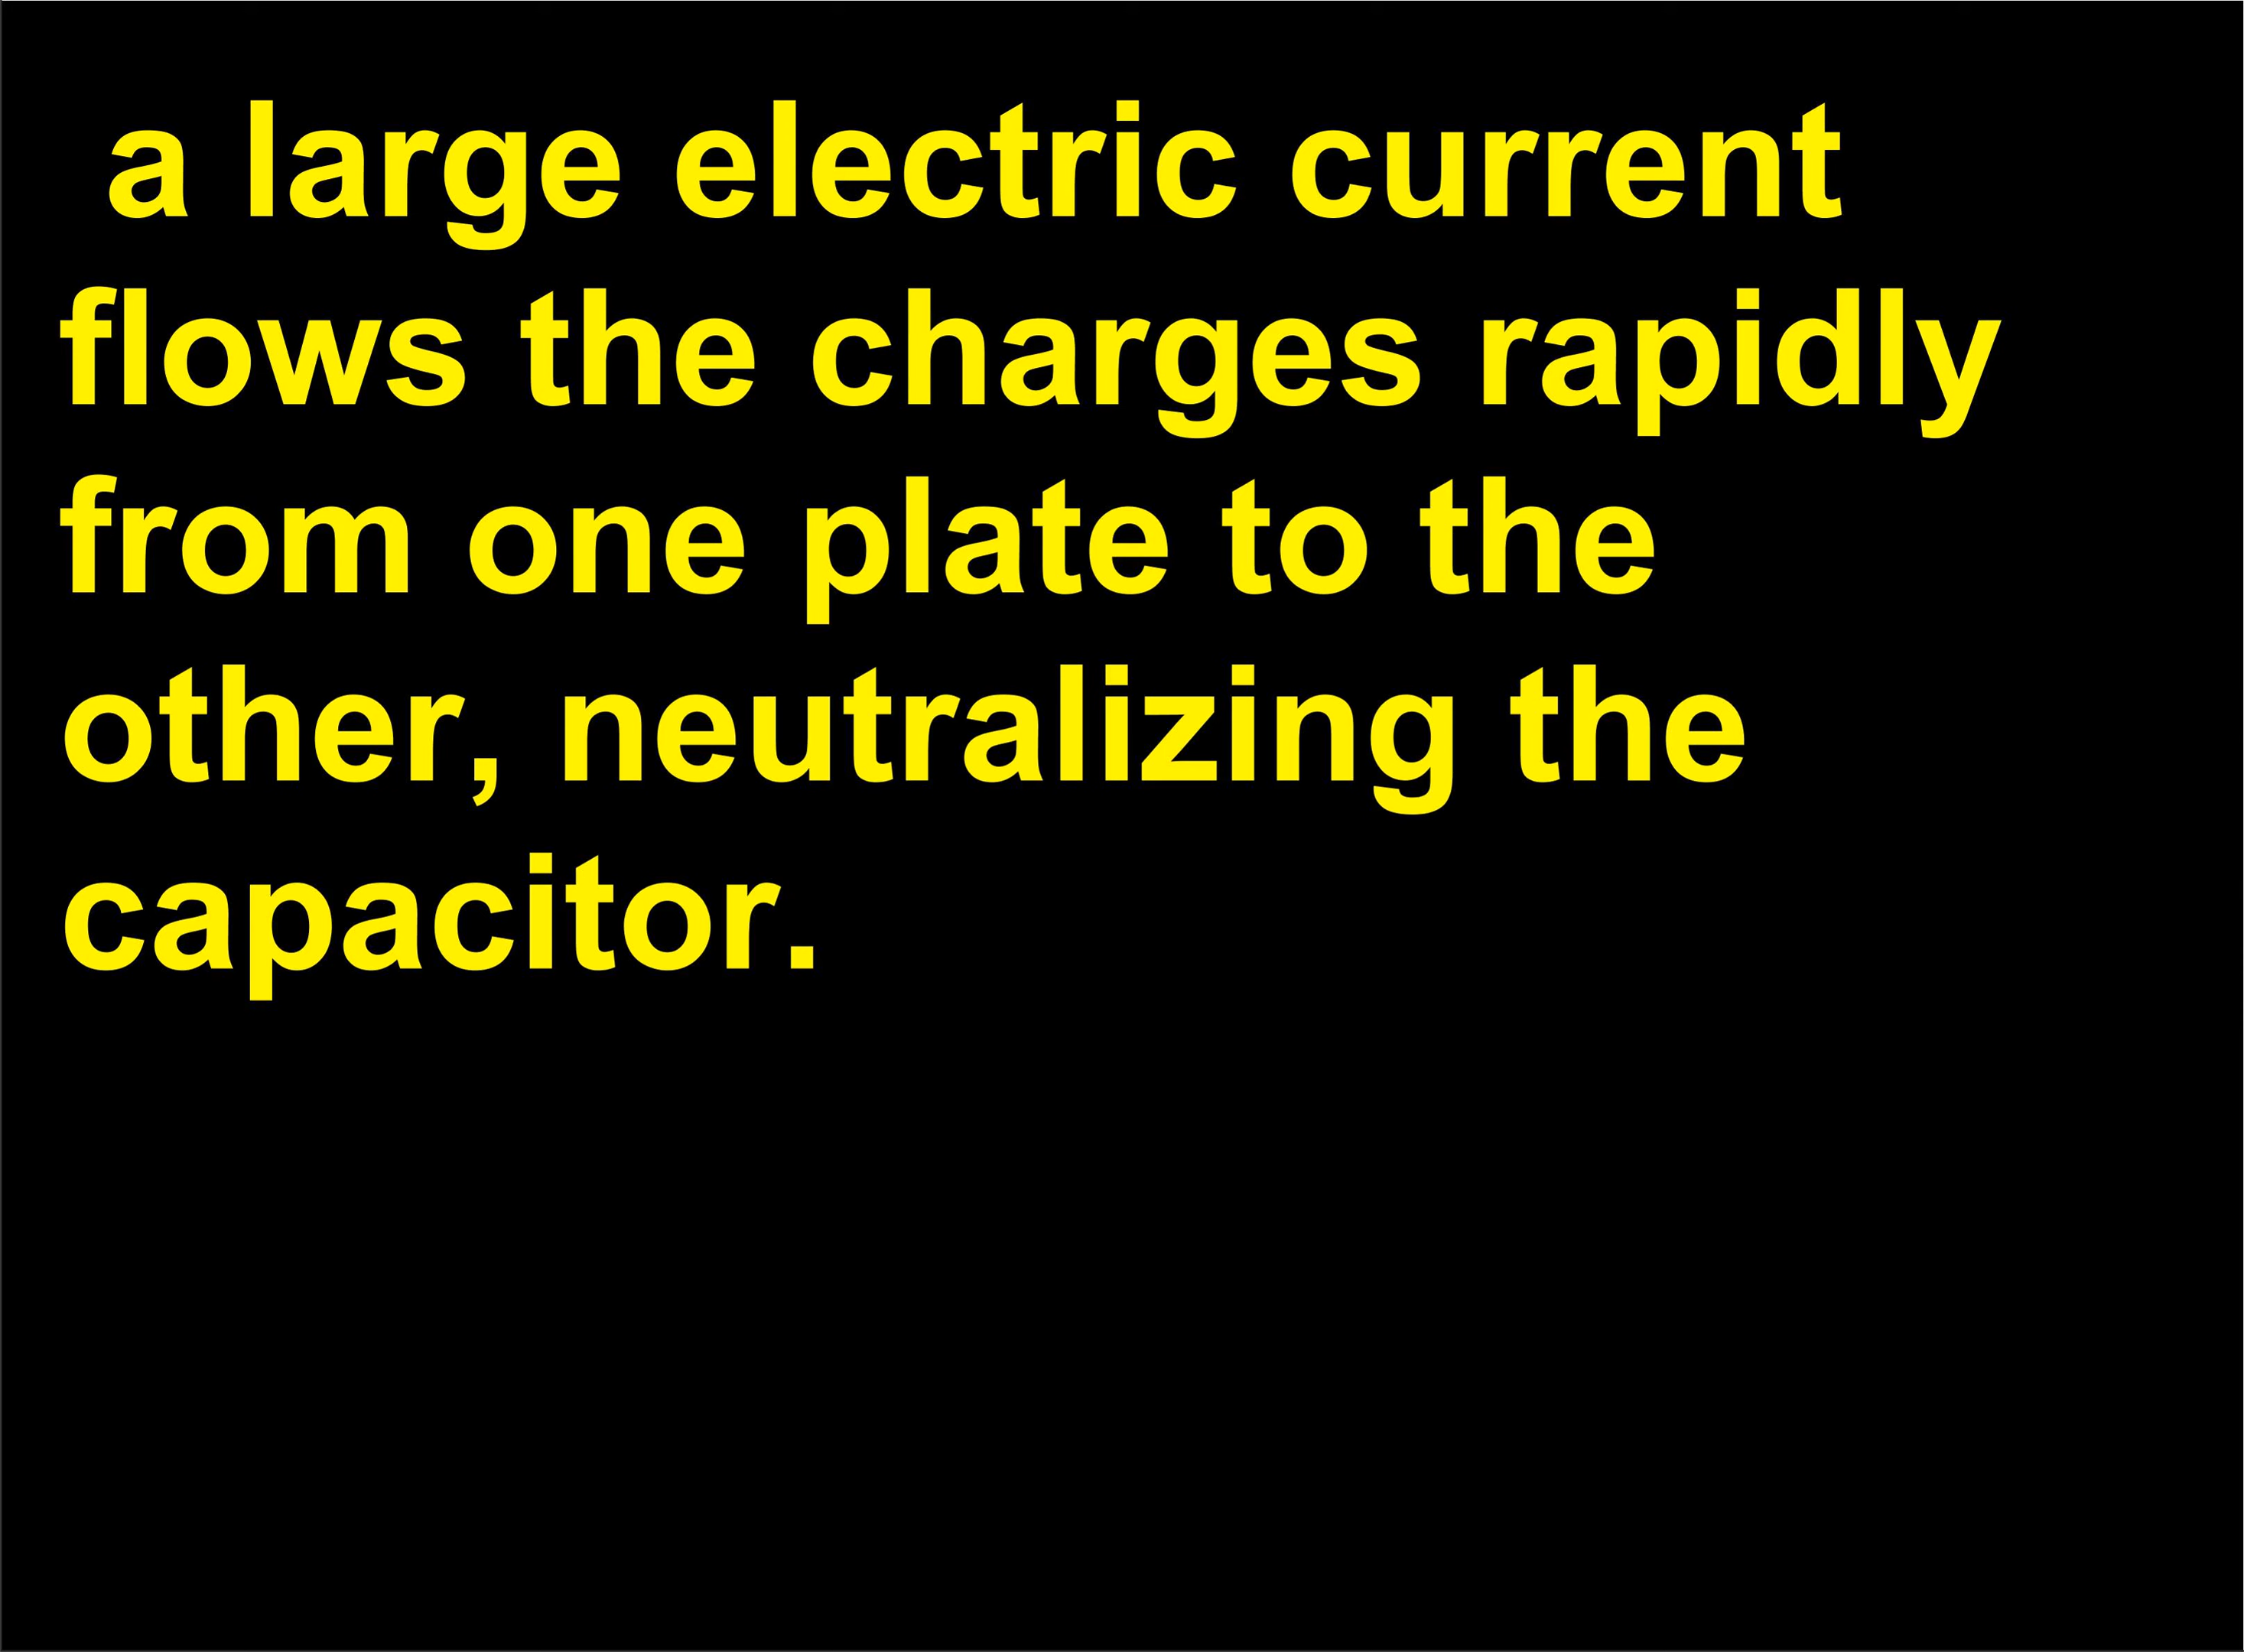 a large electric current
flows the charges rapidly
from one plate to the
other, neutralizing the
capacitor.